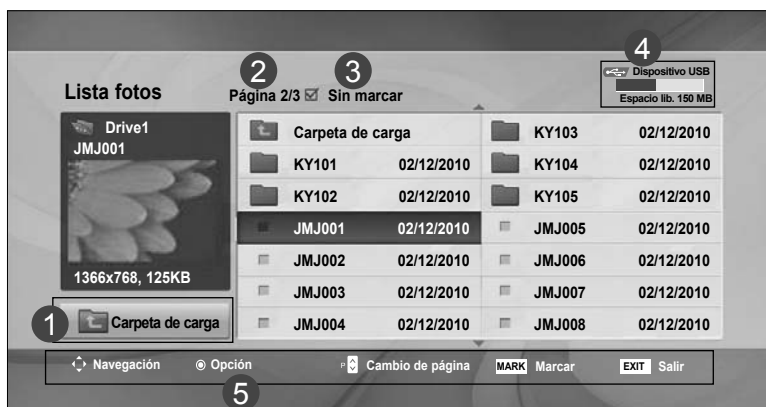 4
Dispositivo USB
Espacio lib. 150 MB
2 3
Lista fotos
Página 2/3 Sin marcar
Drive1
JMJ001
1366x768, 125KB
1 Carpeta de carga
Carpeta de carga
KY101 02/12/2010
KY102 02/12/2010
JMJ001 02/12/2010
JMJ002 02/12/2010
JMJ003 02/12/2010
JMJ004 02/12/2010
KY103 02/12/2010
KY104 02/12/2010
KY105 02/12/2010
JMJ005 02/12/2010
JMJ006 02/12/2010
JMJ007 02/12/2010
JMJ008 02/12/2010
Navegación Opción P Cambio de página MARK Marcar EXIT Salir
5